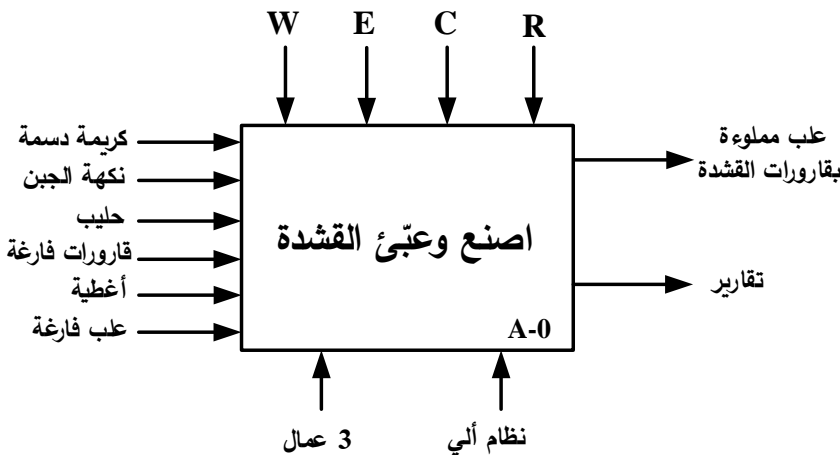 W E C R
كريمة دسمة
نكهة الجبن
حليب
قارورات فارغة
أغطية
علب فارغة
اصنع وعبّئ القشدة
A-0
علب مملوءة
بقارورات القشدة
تقارير
3 عمال
نظام ألي